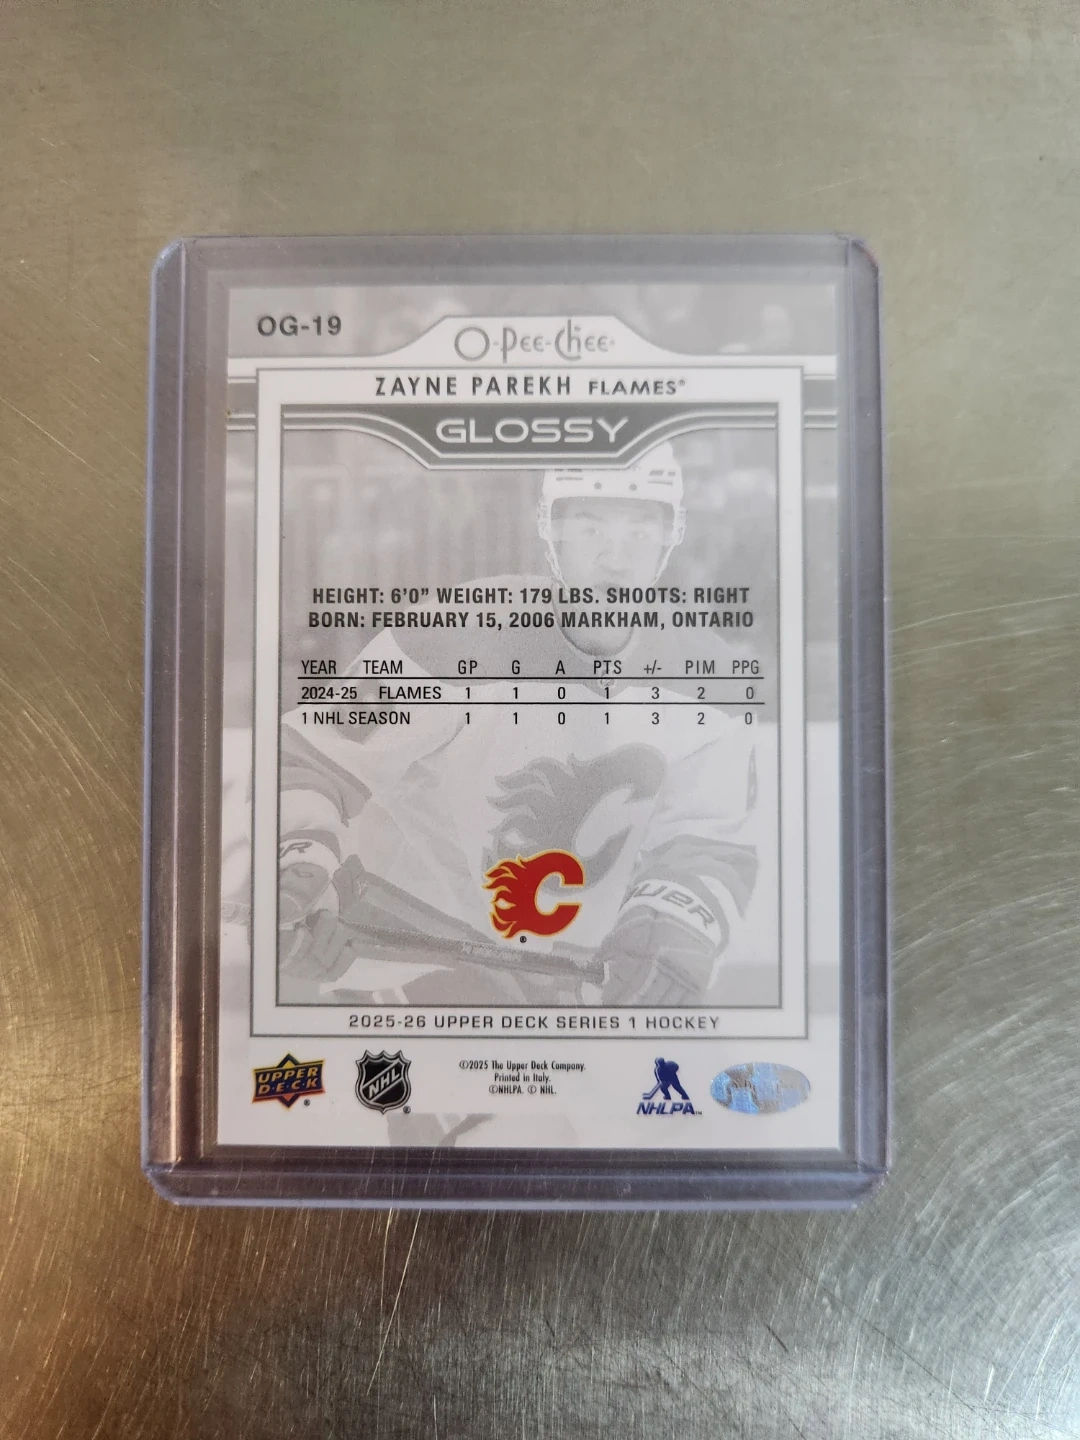 OG-19
O-Pee-Chee
ZAYNE PAREKH FLAMES®
GLOSSY
HEIGHT: 6'0" WEIGHT: 179 LBS. SHOOTS: RIGHT
BORN: FEBRUARY 15, 2006 MARKHAM, ONTARIO
YEAR TEAM GP G A PTS +/- PIM PPG
2024-25 FLAMES 1 1 0 1 3 2 0
1 NHL SEASON 1 1 0 1 3 2 0
BAUER
C
®
2025-26 UPPER DECK SERIES 1 HOCKEY
UPPER
DECK
®
NHL
®
©2025 The Upper Deck Company.
Printed in Italy.
©NHLPA. © NHL.
NHLPA™